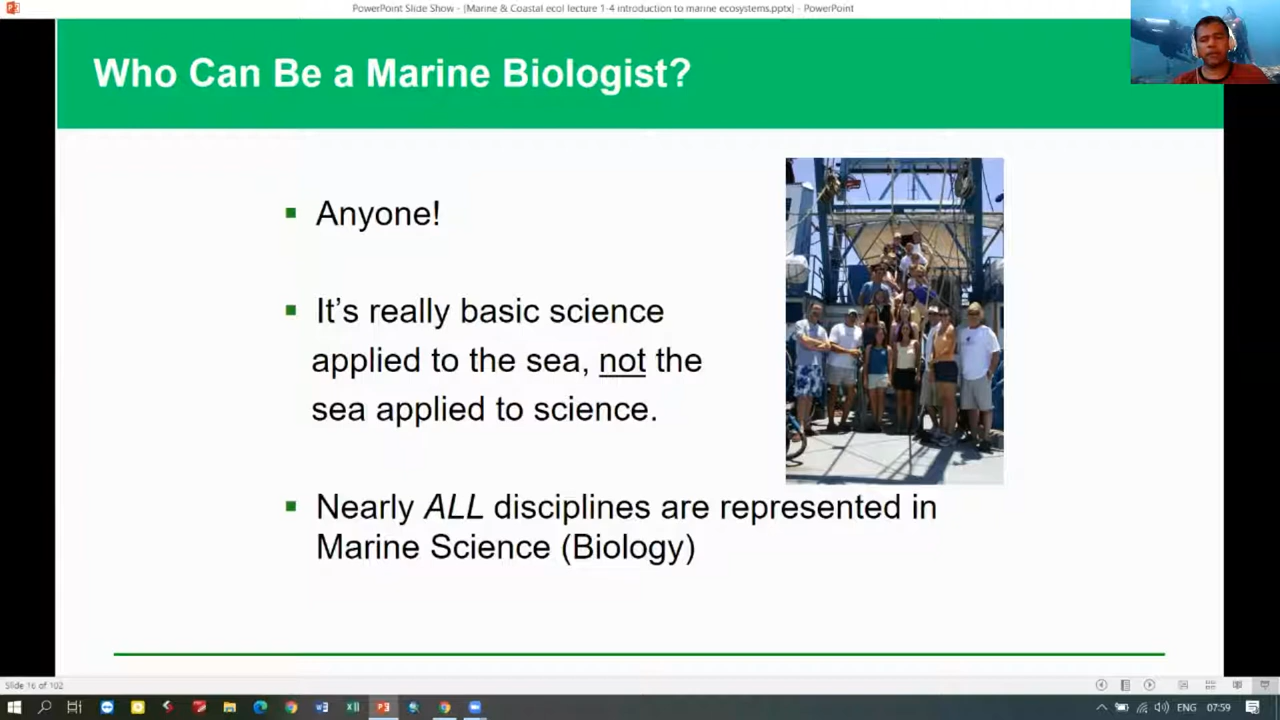 PowerPoint Slide Show - [Marine & Coastal ecol lecture 1-4 introduction to marine ecosystems.pptx] - PowerPoint
Who Can Be a Marine Biologist?
Anyone!
It's really basic science
applied to the sea, not the
sea applied to science.
Nearly ALL disciplines are represented in
Marine Science (Biology)
Slide 16 of 102
ENG 07:59